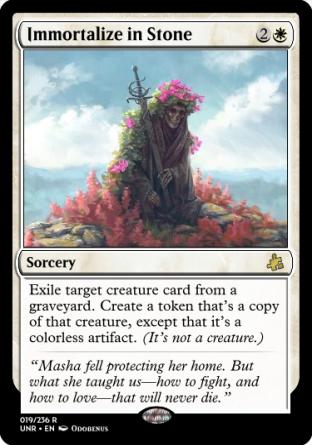 Immortalize in Stone 2
Sorcery
Exile target creature card from a
graveyard. Create a token that's a copy
of that creature, except that it's a
colorless artifact. (It's not a creature.)
“Masha fell protecting her home. But
what she taught us—how to fight, and
how to love—that will never die.”
019/236 R
UNR • EN Odobenus